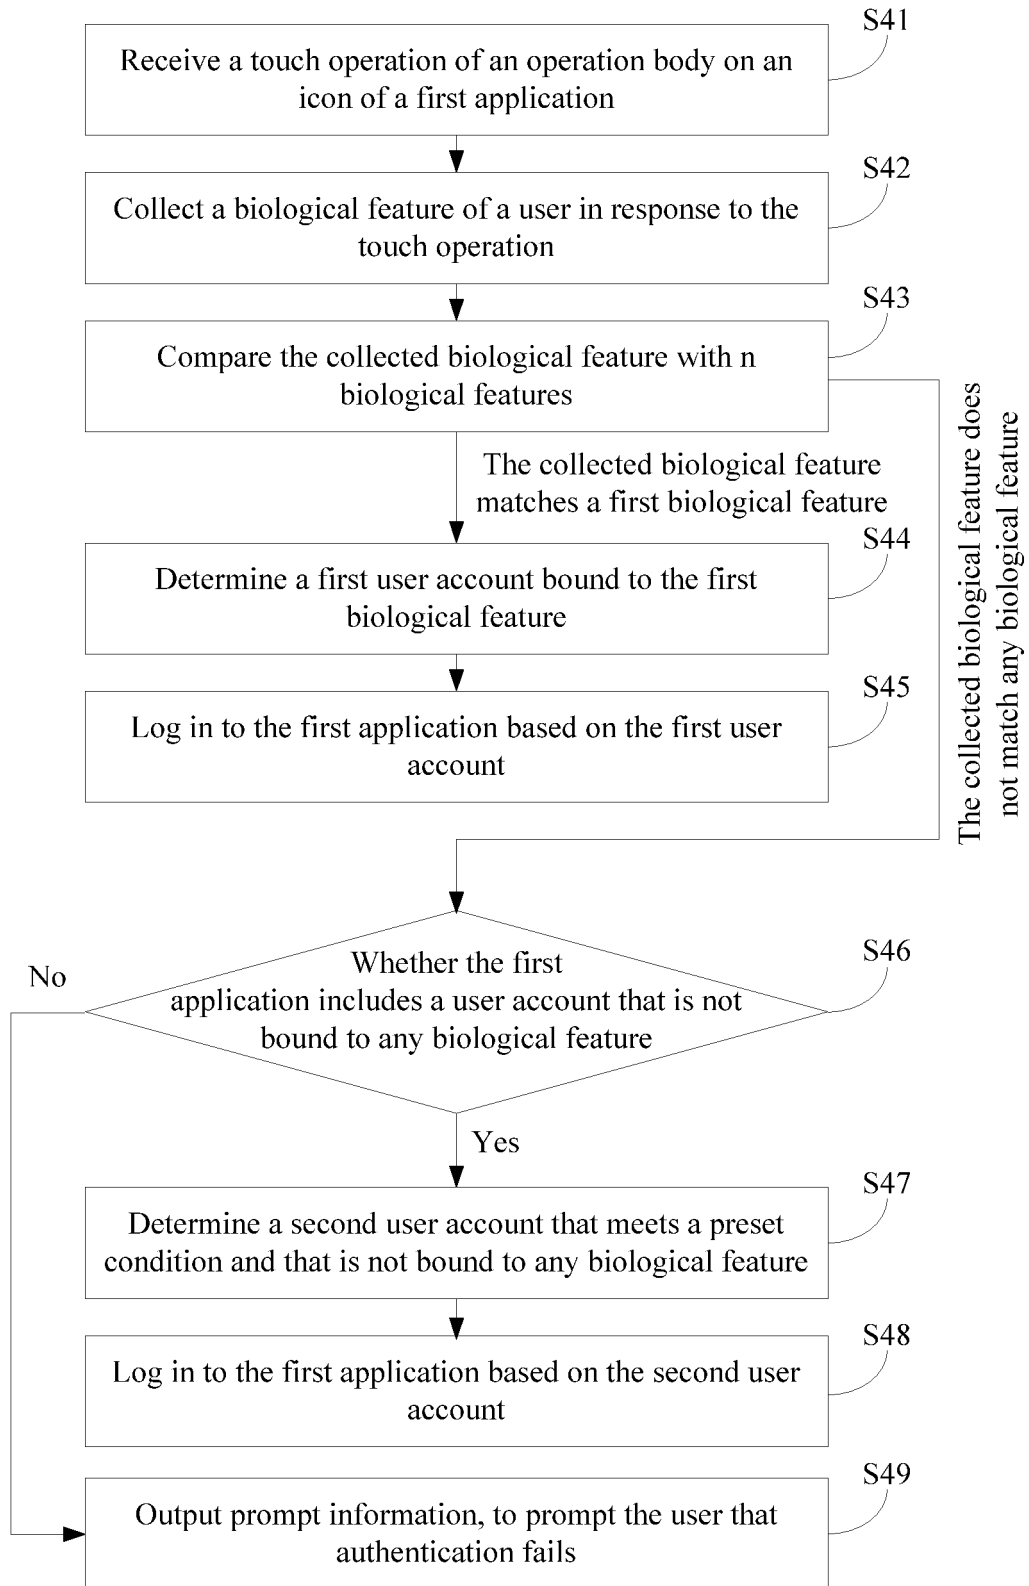 S41
Receive a touch operation of an operation body on an
icon of a first application
S42
Collect a biological feature of a user in response to the
touch operation
S43
Compare the collected biological feature with n
biological features
The collected biological feature does
not match any biological feature
The collected biological feature
matches a first biological feature
S44
Determine a first user account bound to the first
biological feature
S45
Log in to the first application based on the first user
account
S46
Whether the first
application includes a user account that is not
bound to any biological feature
No
Yes
S47
Determine a second user account that meets a preset
condition and that is not bound to any biological feature
S48
Log in to the first application based on the second user
account
S49
Output prompt information, to prompt the user that
authentication fails